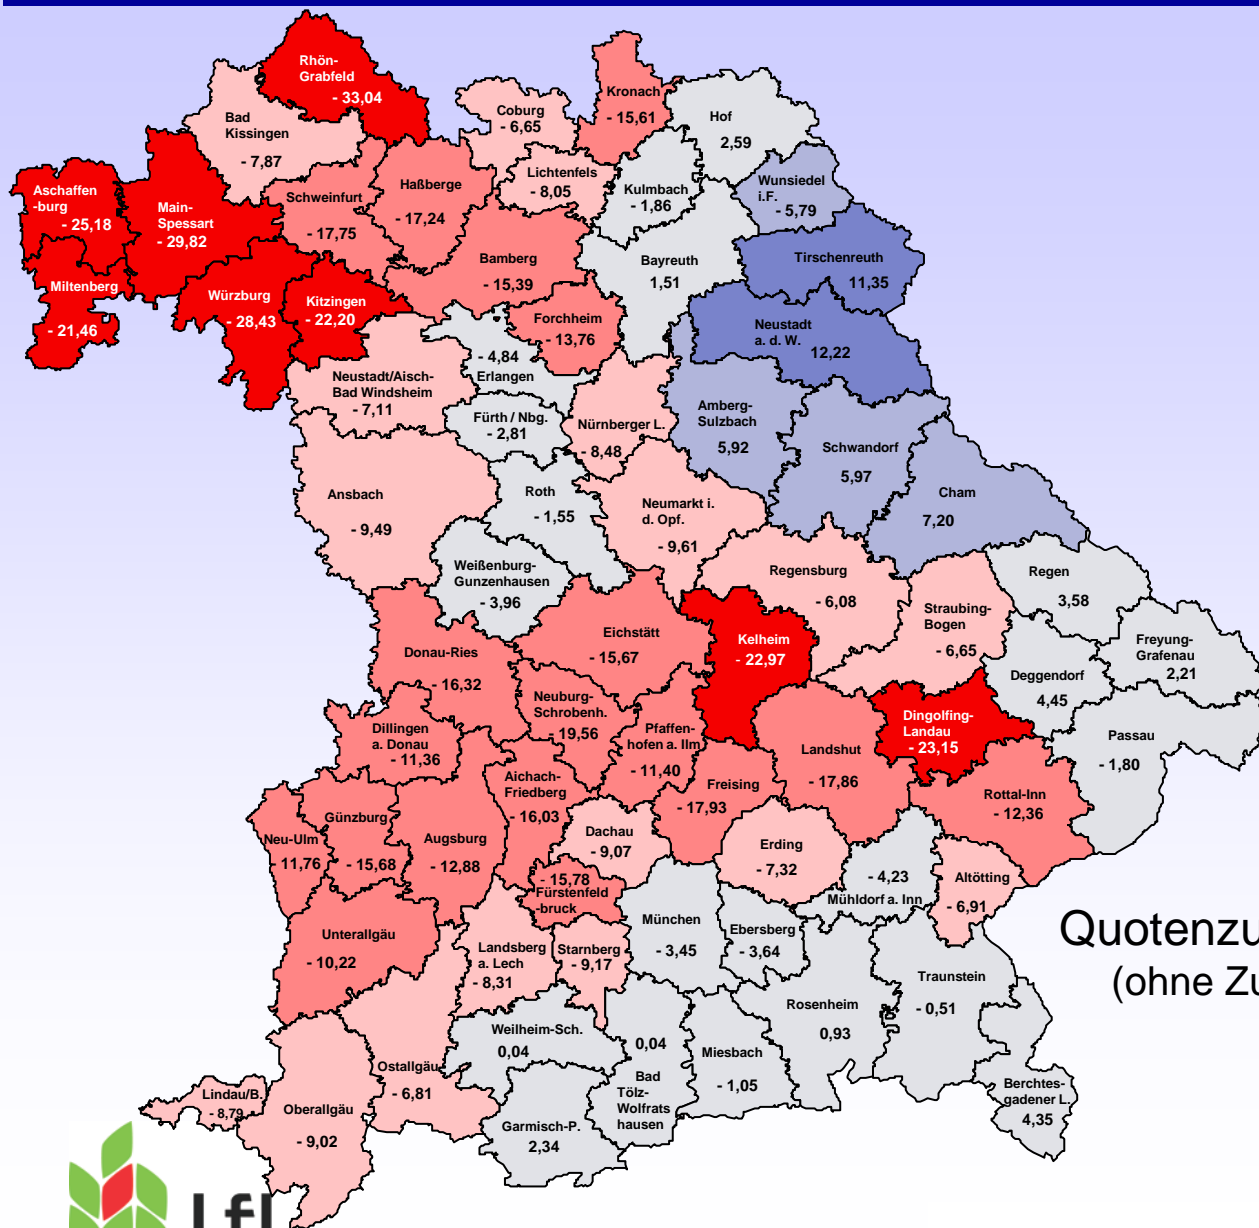 Rhön-
Grabfeld
- 33,04
Bad
Kissingen
- 7,87
Coburg
- 6,65
Kronach
- 15,61
Hof
2,59
Lichtenfels
- 8,05
Kulmbach
- 1,86
Wunsiedel
i.F.
- 5,79
Aschaffen
-burg
- 25,18
Main-
Spessart
- 29,82
Schweinfurt
- 17,75
Haßberge
- 17,24
Bamberg
- 15,39
Bayreuth
1,51
Tirschenreuth
11,35
Miltenberg
- 21,46
Würzburg
- 28,43
Kitzingen
- 22,20
Forchheim
- 13,76
Neustadt
a. d. W.
12,22
Neustadt/Aisch-
Bad Windsheim
- 7,11
- 4,84
Erlangen
Fürth / Nbg.
- 2,81
Nürnberger L.
- 8,48
Amberg-
Sulzbach
5,92
Schwandorf
5,97
Cham
7,20
Ansbach
- 9,49
Roth
- 1,55
Neumarkt i.
d. Opf.
- 9,61
Weißenburg-
Gunzenhausen
- 3,96
Regensburg
- 6,08
Straubing-
Bogen
- 6,65
Regen
3,58
Freyung-
Grafenau
2,21
Deggendorf
4,45
Passau
- 1,80
Donau-Ries
- 16,32
Eichstätt
- 15,67
Kelheim
- 22,97
Neuburg-
Schrobenh.
- 19,56
Dingolfing-
Landau
- 23,15
Dillingen
a. Donau
- 11,36
Pfaffen-
hofen a. Ilm
- 11,40
Landshut
- 17,86
Rottal-Inn
- 12,36
Aichach-
Friedberg
- 16,03
Freising
- 17,93
Neu-Ulm
- 11,76
Günzburg
- 15,68
Augsburg
- 12,88
Dachau
- 9,07
Erding
- 7,32
- 4,23
Mühldorf a. Inn
Altötting
- 6,91
- 15,78
Fürstenfeld
-bruck
Unterallgäu
- 10,22
Landsberg
a. Lech
- 8,31
Starnberg
- 9,17
München
- 3,45
Ebersberg
- 3,64
Quotenzu
(ohne Zu
Traunstein
- 0,51
Rosenheim
0,93
Weilheim-Sch.
0,04
0,04
Bad
Tölz-
Wolfrats
hausen
Miesbach
- 1,05
Berchtes-
gadener L.
4,35
Ostallgäu
- 6,81
Lindau/B.
- 8,79
Oberallgäu
- 9,02
Garmisch-P.
2,34
LfL